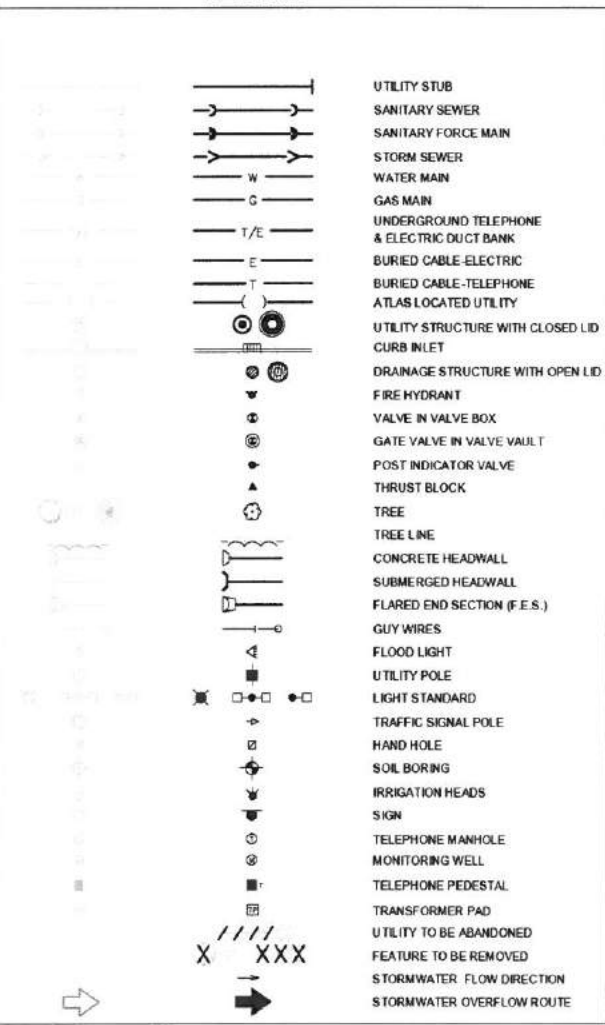 UTILITY STUB
SANITARY SEWER
SANITARY FORCE MAIN
STORM SEWER
W WATER MAIN
G GAS MAIN
UNDERGROUND TELEPHONE
T/E & ELECTRIC DUCT BANK
E BURIED CABLE-ELECTRIC
T BURIED CABLE-TELEPHONE
ATLAS LOCATED UTILITY
UTILITY STRUCTURE WITH CLOSED LID
CURB INLET
DRAINAGE STRUCTURE WITH OPEN LID
FIRE HYDRANT
VALVE IN VALVE BOX
GATE VALVE IN VALVE VAULT
POST INDICATOR VALVE
THRUST BLOCK
TREE
TREE LINE
CONCRETE HEADWALL
SUBMERGED HEADWALL
FLARED END SECTION (F.E.S.)
GUY WIRES
FLOOD LIGHT
UTILITY POLE
LIGHT STANDARD
TRAFFIC SIGNAL POLE
HAND HOLE
SOIL BORING
IRRIGATION HEADS
SIGN
T TELEPHONE MANHOLE
MONITORING WELL
T TELEPHONE PEDESTAL
TP TRANSFORMER PAD
UTILITY TO BE ABANDONED
X XXX FEATURE TO BE REMOVED
STORMWATER FLOW DIRECTION
STORMWATER OVERFLOW ROUTE